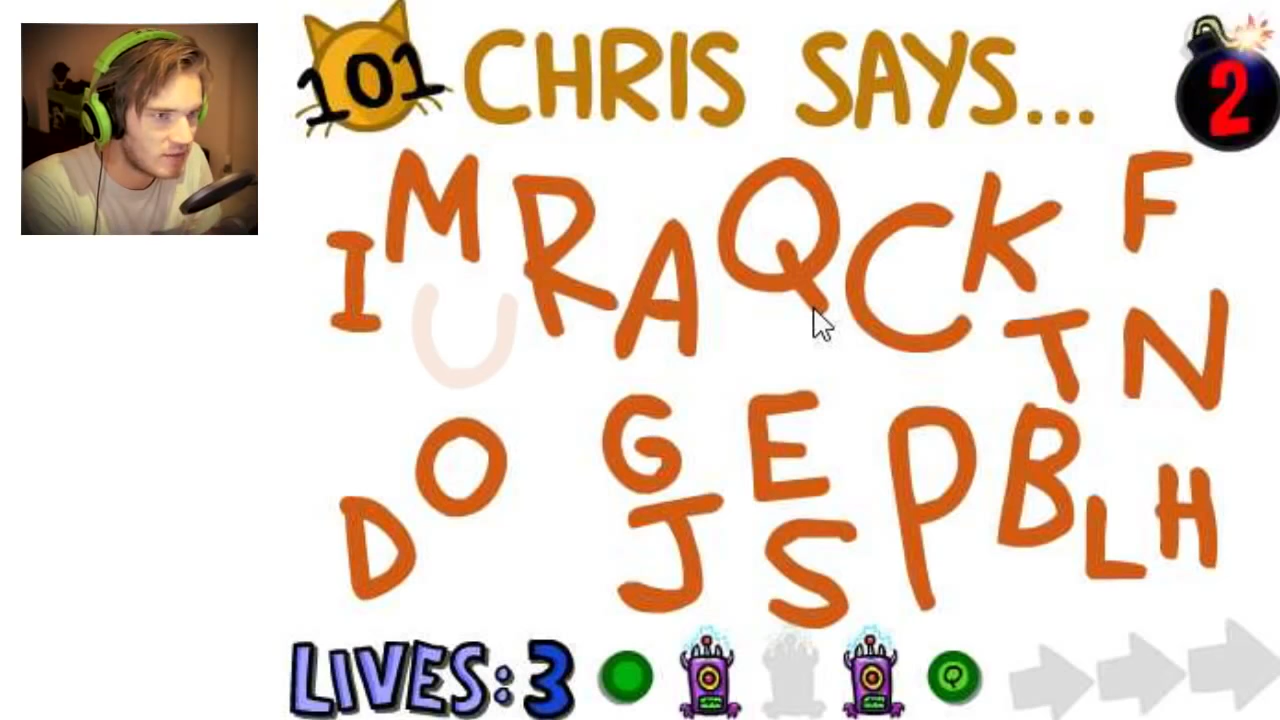 101 CHRIS SAYS... 2
I M R A Q C K F
U T N
D O G E P B
J S L H
LIVES: 3 Q